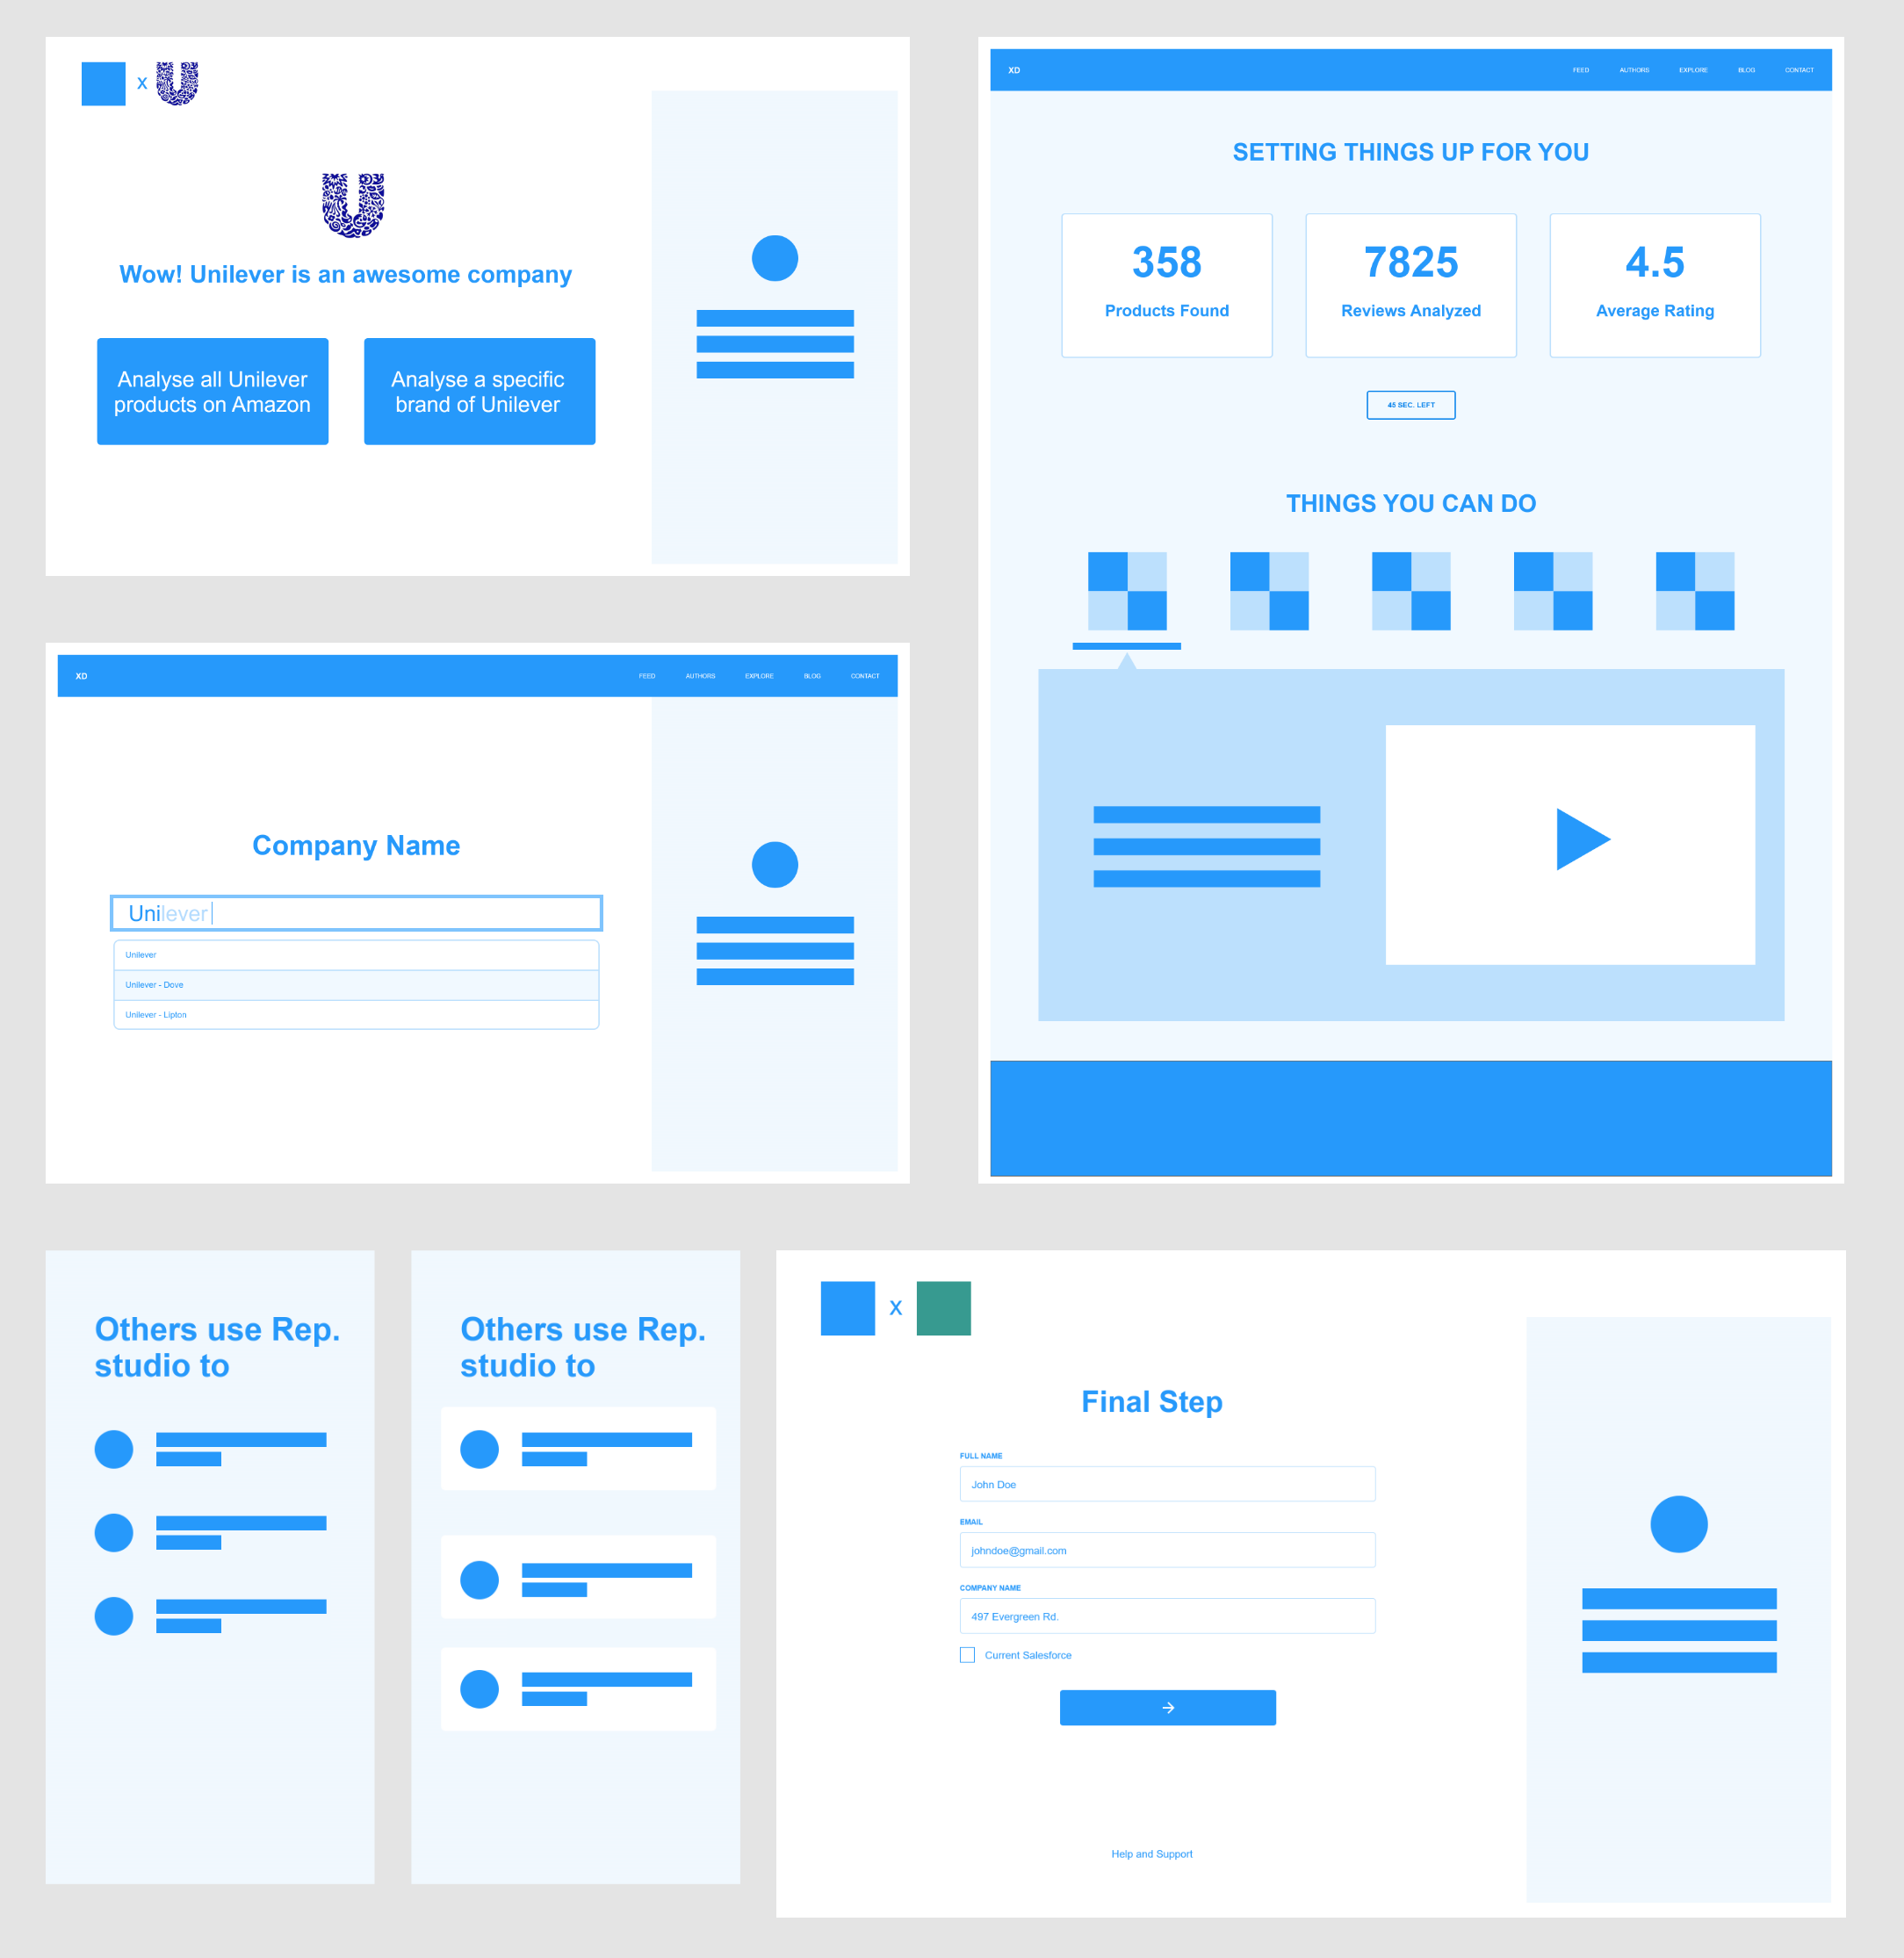 x
Wow! Unilever is an awesome company
Analyse all Unilever
products on Amazon
Analyse a specific
brand of Unilever
XD
FEED AUTHORS EXPLORE BLOG CONTACT
Company Name
Unilever
Unilever
Unilever - Dove
Unilever - Lipton
XD
FEED AUTHORS EXPLORE BLOG CONTACT
SETTING THINGS UP FOR YOU
358
Products Found
7825
Reviews Analyzed
4.5
Average Rating
45 SEC. LEFT
THINGS YOU CAN DO
Others use Rep.
studio to
Others use Rep.
studio to
x
Final Step
FULL NAME
John Doe
EMAIL
johndoe@gmail.com
COMPANY NAME
497 Evergreen Rd.
Current Salesforce
Help and Support